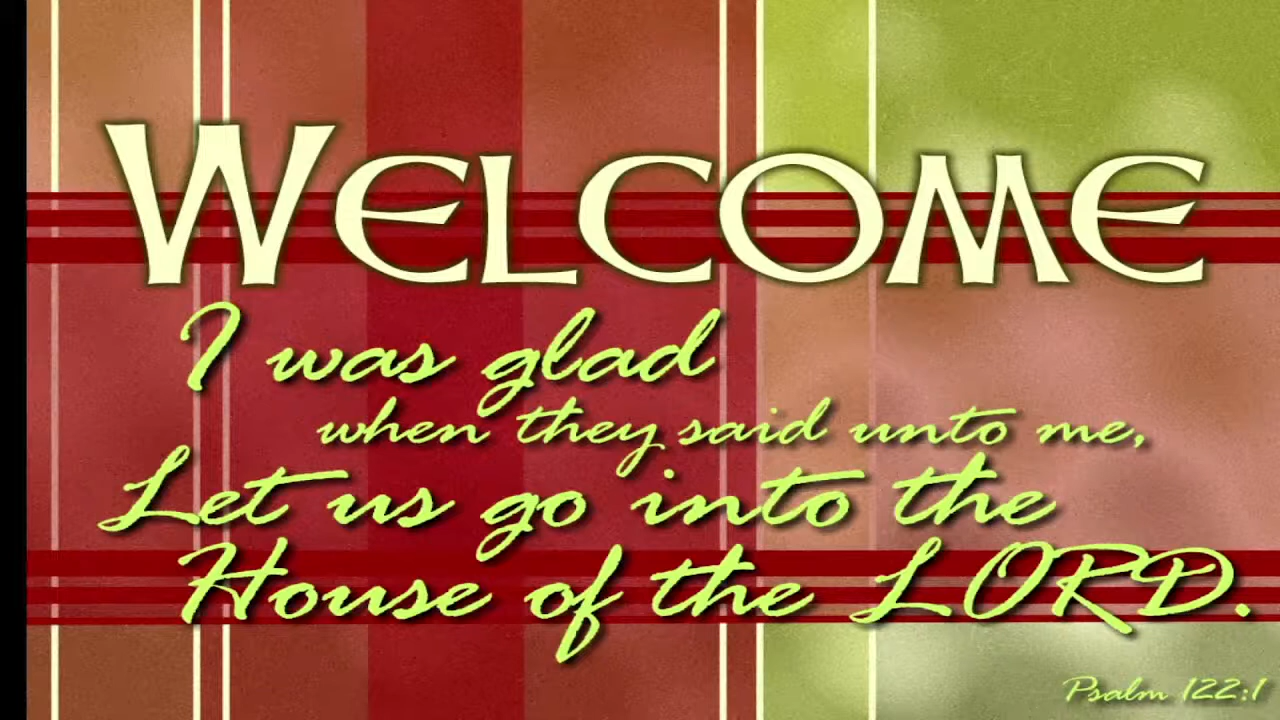 WELCOME
I was glad
when they said unto me,
Let us go into the
House of the LORD.
Psalm 122:1